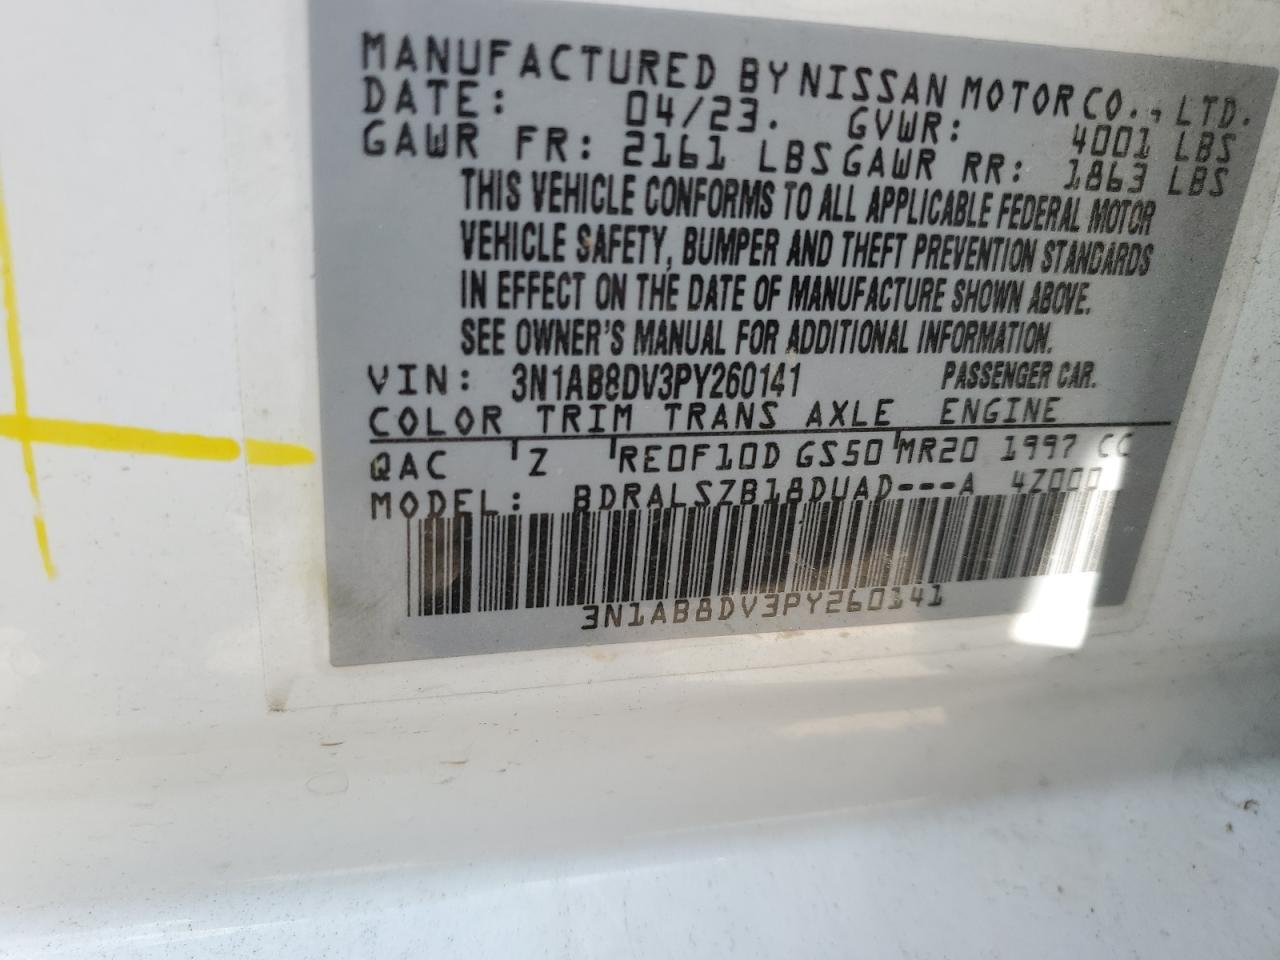 MANUFACTURED BY NISSAN MOTOR CO., LTD.
DATE: 04/23. GVWR: 4001 LBS
GAWR FR: 2161 LBS GAWR RR: 1863 LBS
THIS VEHICLE CONFORMS TO ALL APPLICABLE FEDERAL MOTOR
VEHICLE SAFETY, BUMPER AND THEFT PREVENTION STANDARDS
IN EFFECT ON THE DATE OF MANUFACTURE SHOWN ABOVE.
SEE OWNER'S MANUAL FOR ADDITIONAL INFORMATION.
VIN: 3N1AB8DV3PY260141 PASSENGER CAR.
COLOR TRIM TRANS AXLE ENGINE
QAC Z RE0F10D GS50 MR20 1997 CC
MODEL: BDRALSZB18DUAD---A 4Z000
3N1AB8DV3PY260141